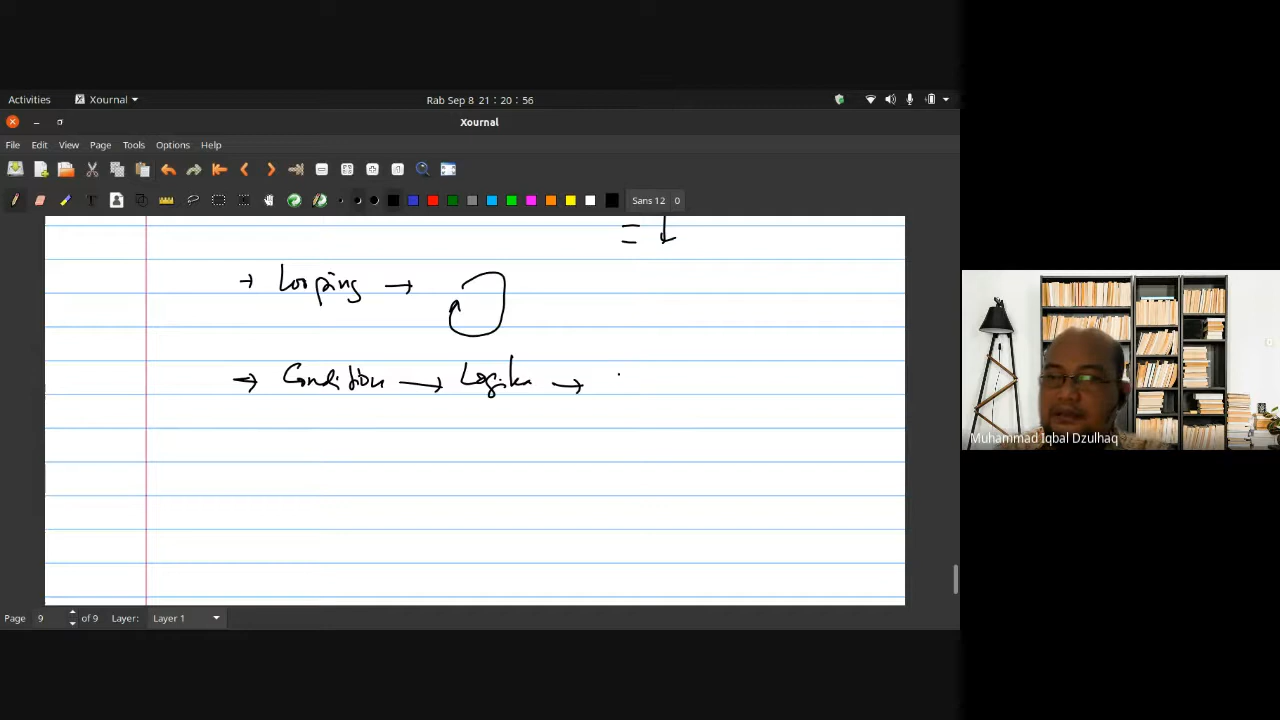 Activities Xournal Rab Sep 8 21:20:56
Xournal
File Edit View Page Tools Options Help
Sans 12 0
= ↓
→ Looping →
→ Condition → Logika →
Muhammad Iqbal Dzulhaq
Page 9 of 9 Layer: Layer 1